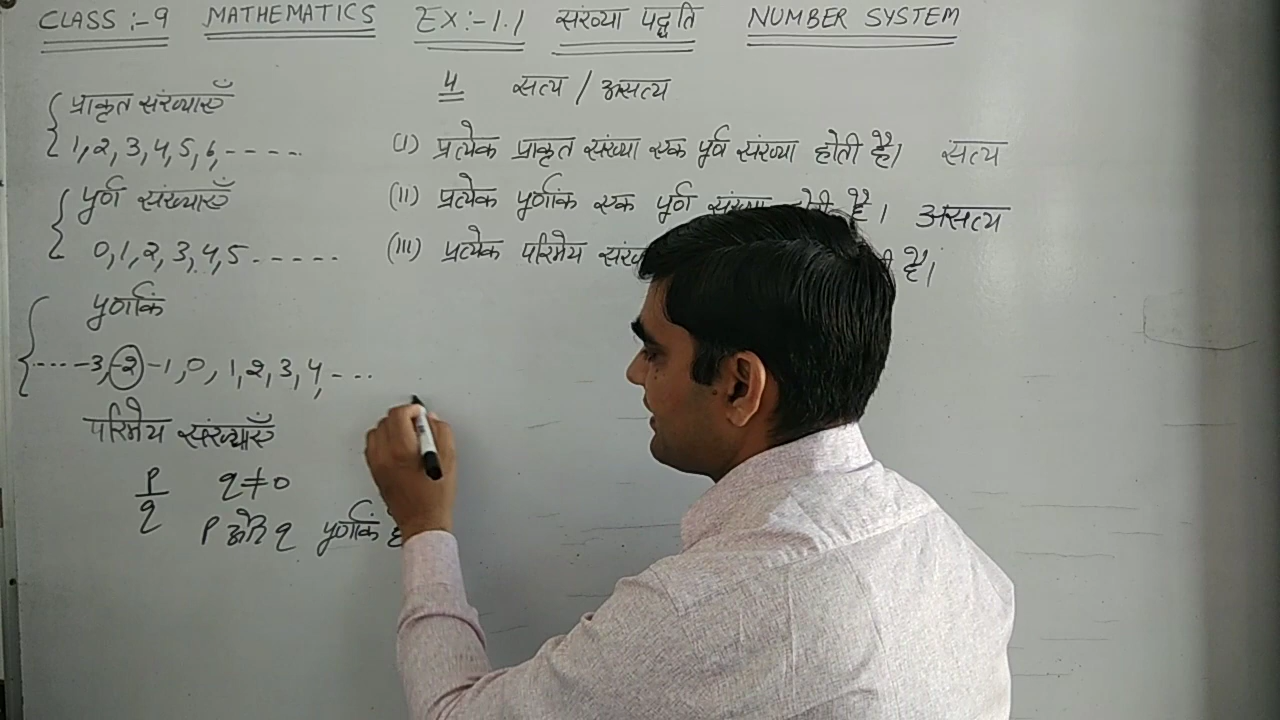 CLASS :- 9 MATHEMATICS EX:- 1.1 संख्या पद्धति NUMBER SYSTEM
प्राकृत संख्याएँ
1, 2, 3, 4, 5, 6, - - - - -
पूर्ण संख्याएँ
0, 1, 2, 3, 4, 5 - - - - - -
पूर्णांक
- - - - -3, -2 -1, 0, 1, 2, 3, 4, - - -
परिमेय संख्याएँ
P/q q≠0
P और q पूर्णांक
4 सत्य / असत्य
(I) प्रत्येक प्राकृत संख्या एक पूर्ण संख्या होती है। सत्य
(II) प्रत्येक पूर्णांक एक पूर्ण संख्या होती है। असत्य
(III) प्रत्येक परिमेय है।